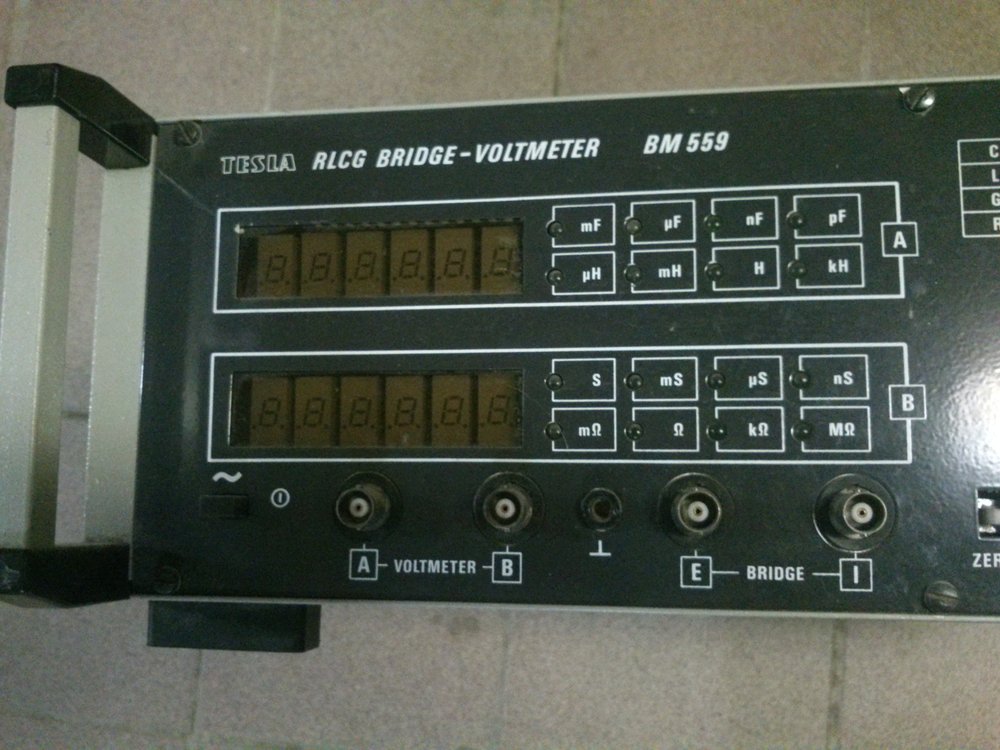 TESLA RLCG BRIDGE-VOLTMETER BM 559
C
L
G
R
mF µF nF pF
A
µH mH H kH
S mS µS nS
B
mΩ Ω kΩ MΩ
A VOLTMETER B
E BRIDGE I
ZER